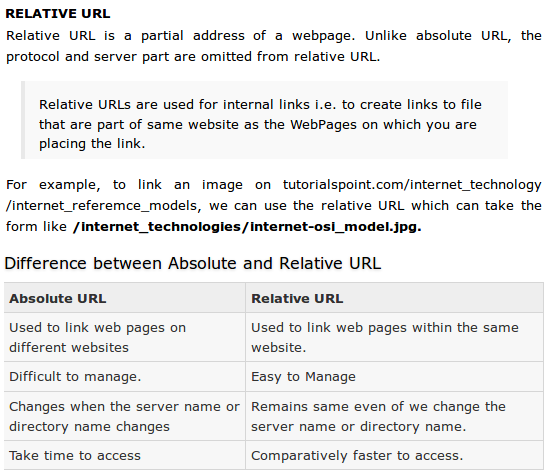 RELATIVE URL
Relative URL is a partial address of a webpage. Unlike absolute URL, the
protocol and server part are omitted from relative URL.
Relative URLs are used for internal links i.e. to create links to file
that are part of same website as the WebPages on which you are
placing the link.
For example, to link an image on tutorialspoint.com/internet_technology
/internet_referemce_models, we can use the relative URL which can take the
form like /internet_technologies/internet-osi_model.jpg.
Difference between Absolute and Relative URL
Absolute URL Relative URL
Used to link web pages on Used to link web pages within the same
different websites website.
Difficult to manage. Easy to Manage
Changes when the server name or Remains same even of we change the
directory name changes server name or directory name.
Take time to access Comparatively faster to access.